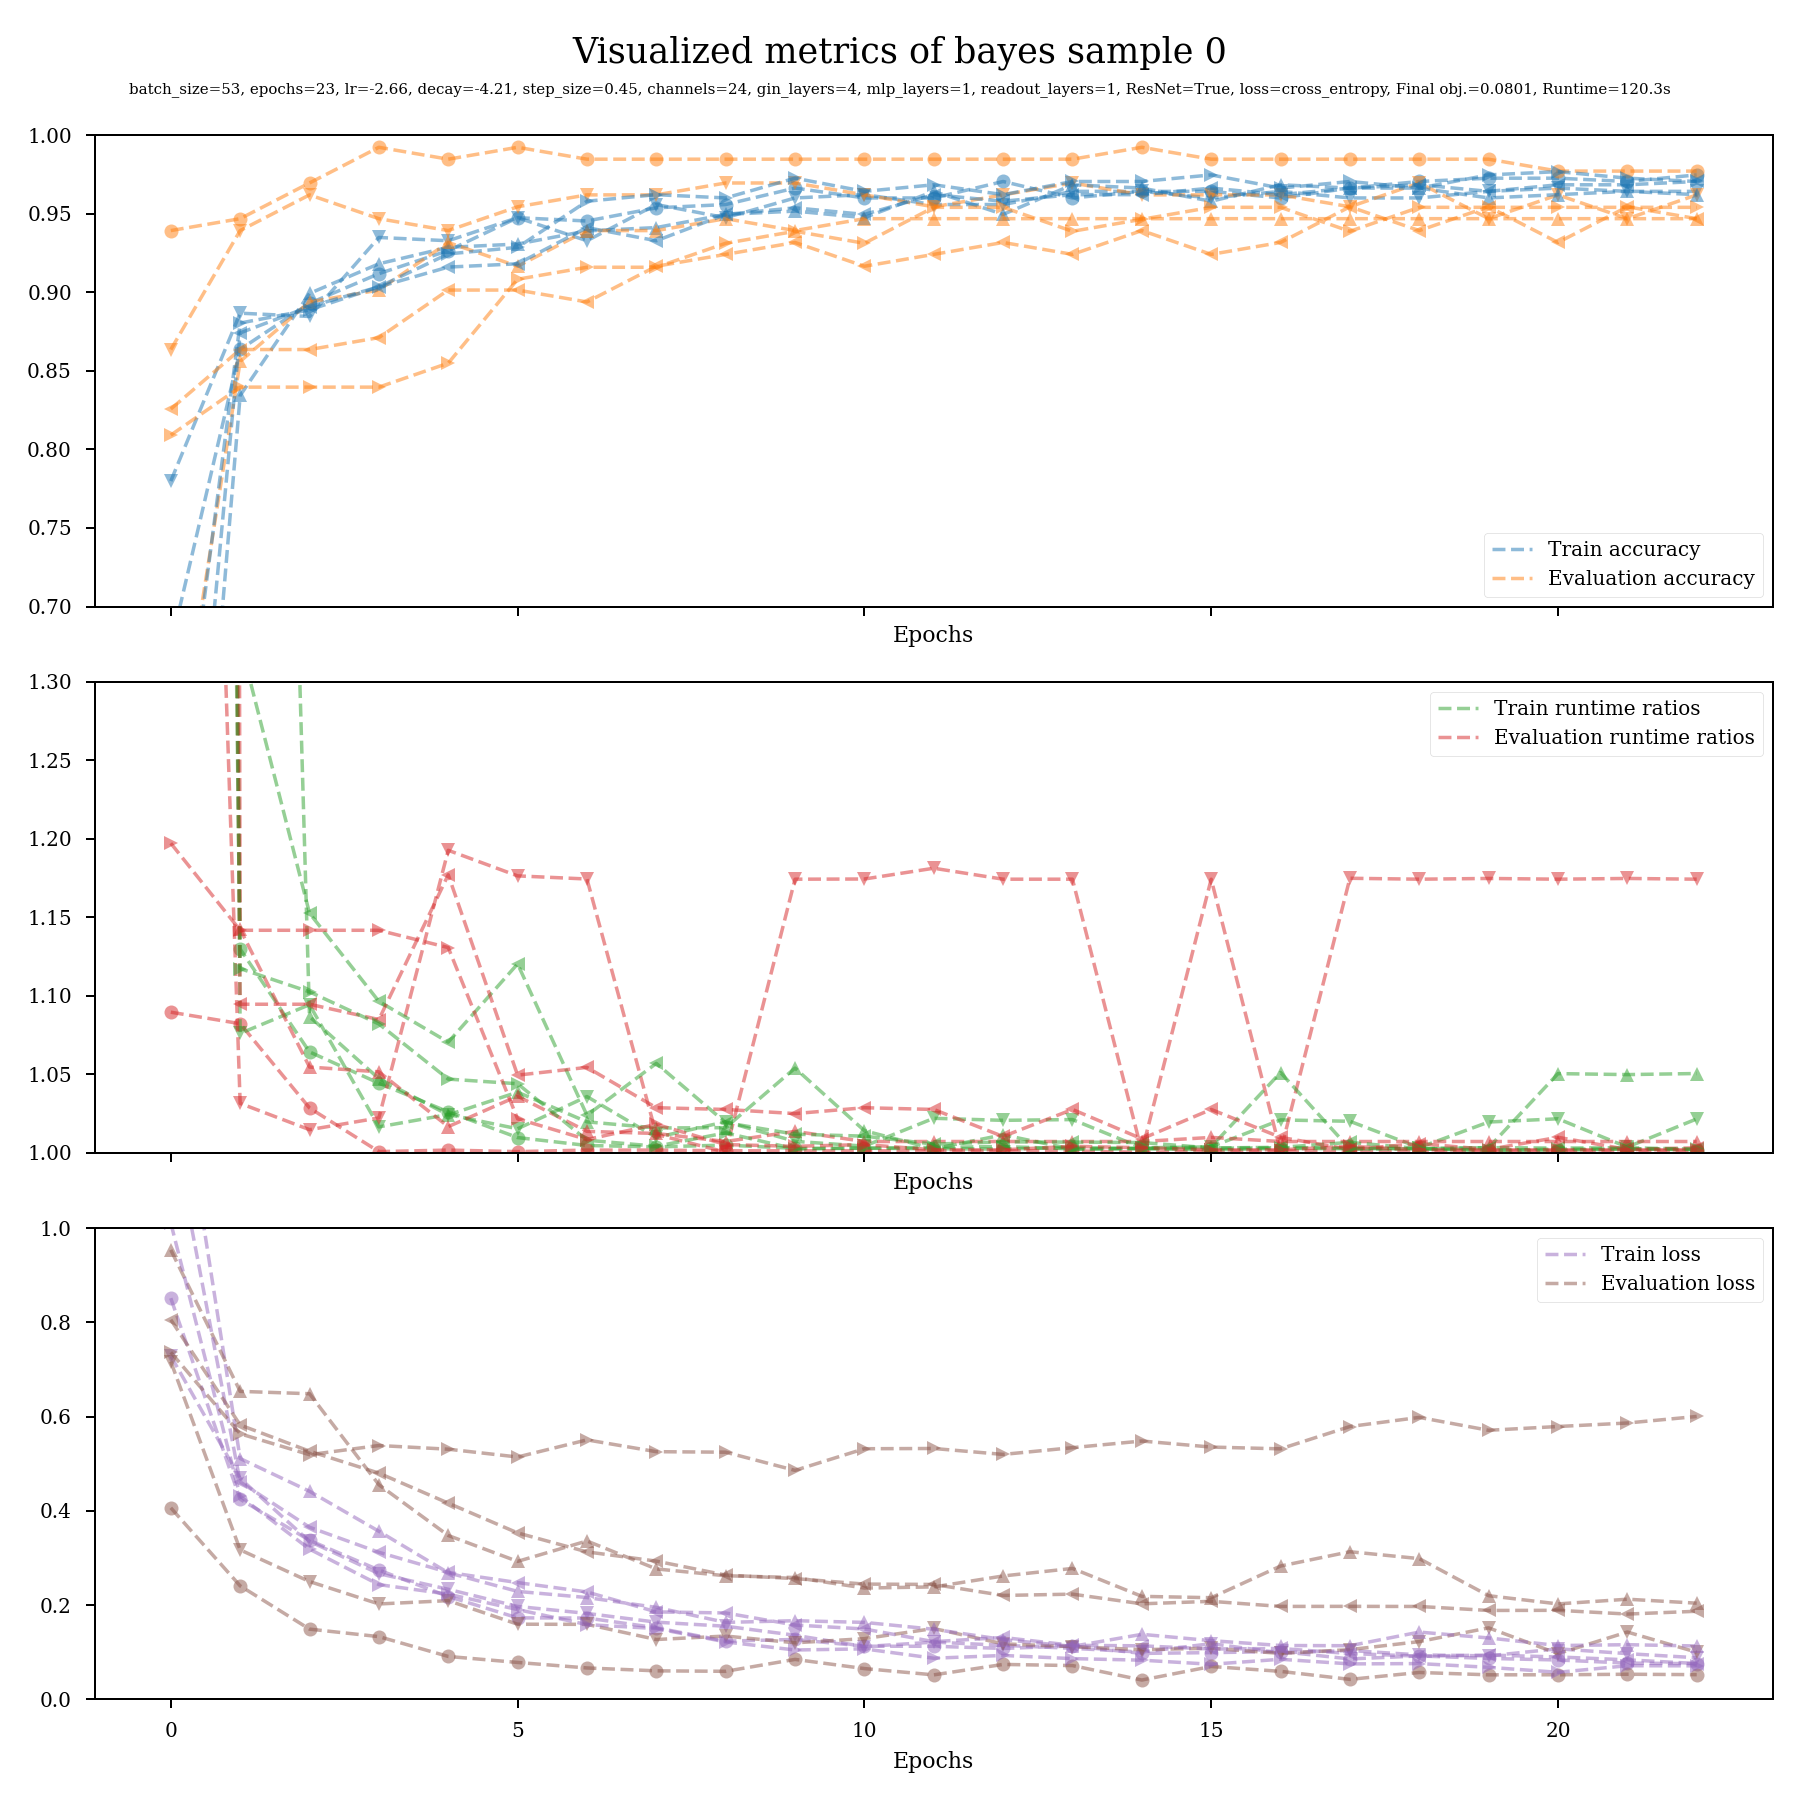 Visualized metrics of bayes sample 0
batch_size=53, epochs=23, lr=-2.66, decay=-4.21, step_size=0.45, channels=24, gin_layers=4, mlp_layers=1, readout_layers=1, ResNet=True, loss=cross_entropy, Final obj.=0.0801, Runtime=120.3s
1.00
0.95
0.90
0.85
0.80
0.75
0.70
Train accuracy
Evaluation accuracy
Epochs
1.30
1.25
1.20
1.15
1.10
1.05
1.00
Train runtime ratios
Evaluation runtime ratios
Epochs
1.0
0.8
0.6
0.4
0.2
0.0
Train loss
Evaluation loss
0 5 10 15 20
Epochs